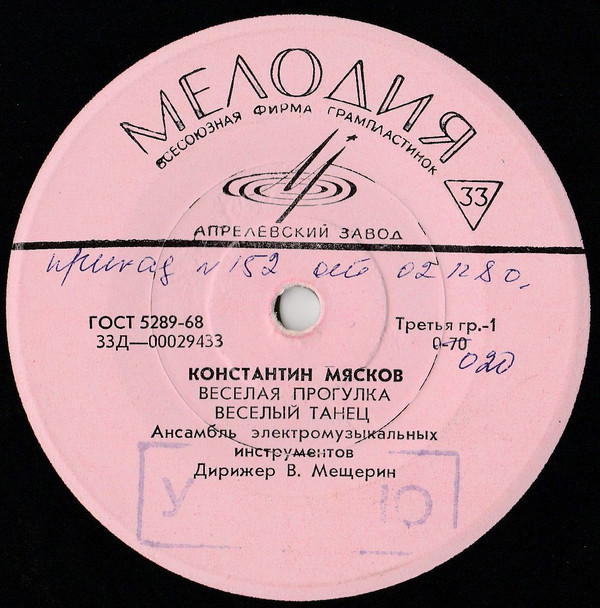 МЕЛОДИЯ
ВСЕСОЮЗНАЯ ФИРМА ГРАМПЛАСТИНОК
33
АПРЕЛЕВСКИЙ ЗАВОД
приказ №152 от 02 11 80.
ГОСТ 5289-68
Третья гр.-1
33Д—00029433
0-70
020
КОНСТАНТИН МЯСКОВ
ВЕСЕЛАЯ ПРОГУЛКА
ВЕСЕЛЫЙ ТАНЕЦ
Ансамбль электромузыкальных
инструментов
Дирижер В. Мещерин